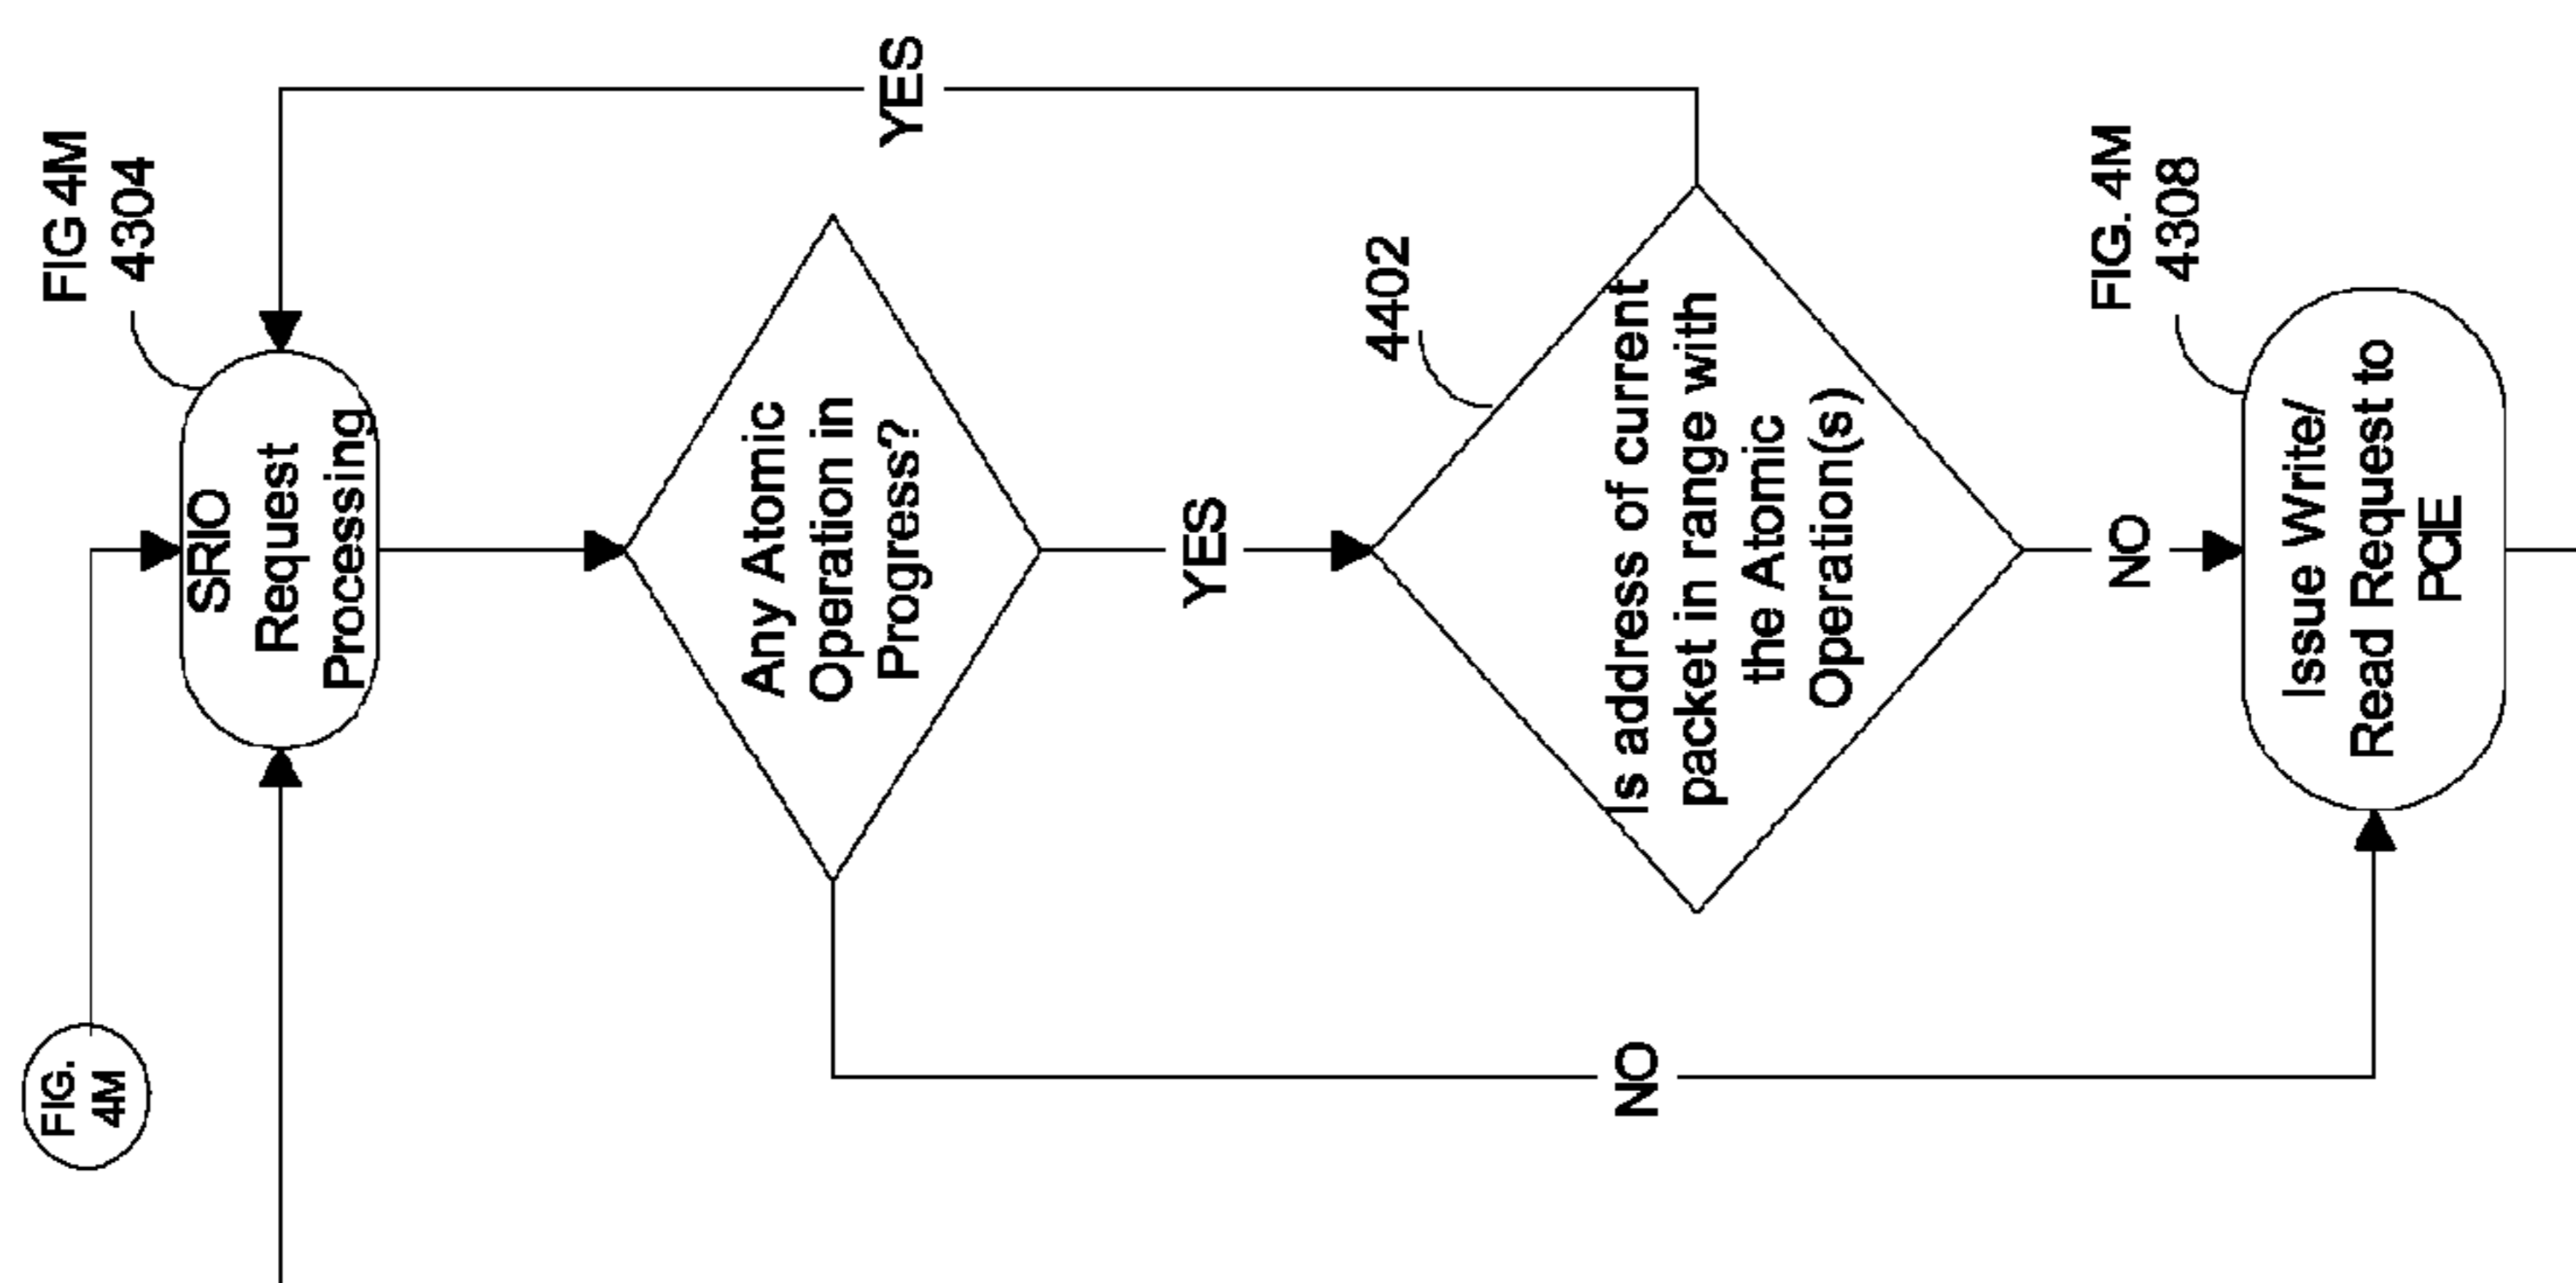 FIG.
4M
FIG 4M
4304
SRIO
Request
Processing
Any Atomic
Operation in
Progress?
YES
YES
4402
Is address of current
packet in range with
the Atomic
Operation(s)
NO
NO
FIG. 4M
4308
Issue Write/
Read Request to
PCIE